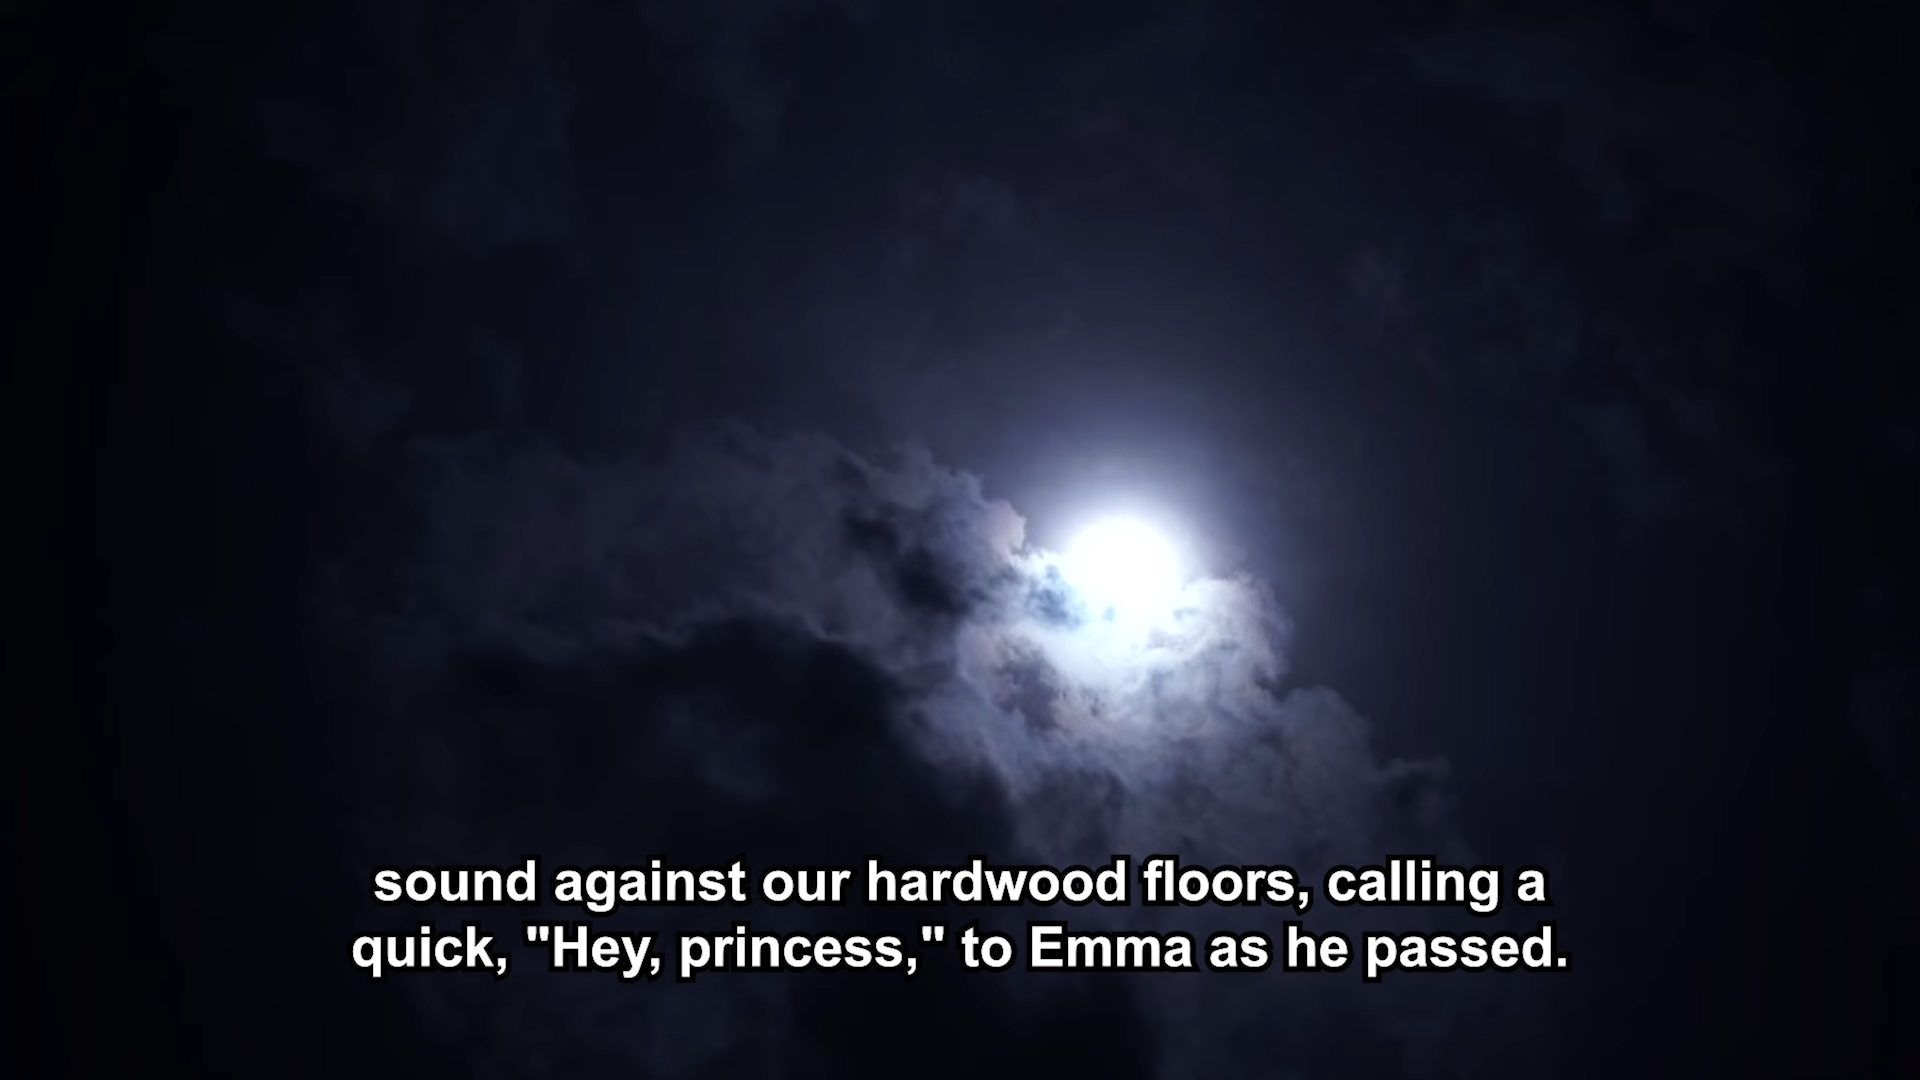 sound against our hardwood floors, calling a
quick, "Hey, princess," to Emma as he passed.